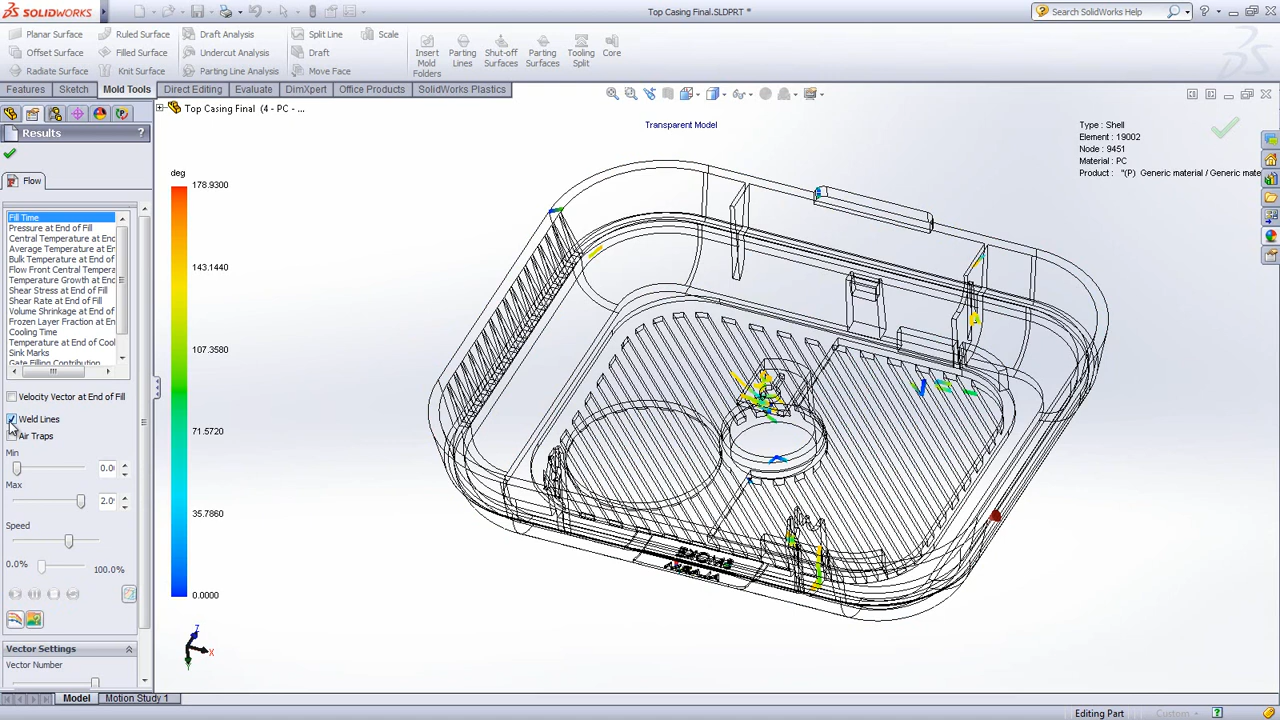 SOLIDWORKS
Top Casing Final.SLDPRT *
Search SolidWorks Help
Planar Surface
Ruled Surface
Draft Analysis
Split Line
Scale
Offset Surface
Filled Surface
Undercut Analysis
Draft
Radiate Surface
Knit Surface
Parting Line Analysis
Move Face
Insert Mold Folders
Parting Lines
Shut-off Surfaces
Parting Surfaces
Tooling Split
Core
Features
Sketch
Mold Tools
Direct Editing
Evaluate
DimXpert
Office Products
SolidWorks Plastics
Top Casing Final (4 - PC - ...
Results
?
Flow
Fill Time
Pressure at End of Fill
Central Temperature at End
Average Temperature at Er
Bulk Temperature at End of
Flow Front Central Tempera
Temperature Growth at End
Shear Stress at End of Fill
Shear Rate at End of Fill
Volume Shrinkage at End of
Frozen Layer Fraction at En
Cooling Time
Temperature at End of Cool
Sink Marks
Gate Filling Contribution
Velocity Vector at End of Fill
Weld Lines
Air Traps
Min
0.0
Max
2.0
Speed
0.0%
100.0%
Vector Settings
Vector Number
deg
178.9300
143.1440
107.3580
71.5720
35.7860
0.0000
Transparent Model
Type : Shell
Element : 19002
Node : 9451
Material : PC
Product : "(P) Generic material / Generic mate
Z
X
Y
Model
Motion Study 1
Editing Part
Custom